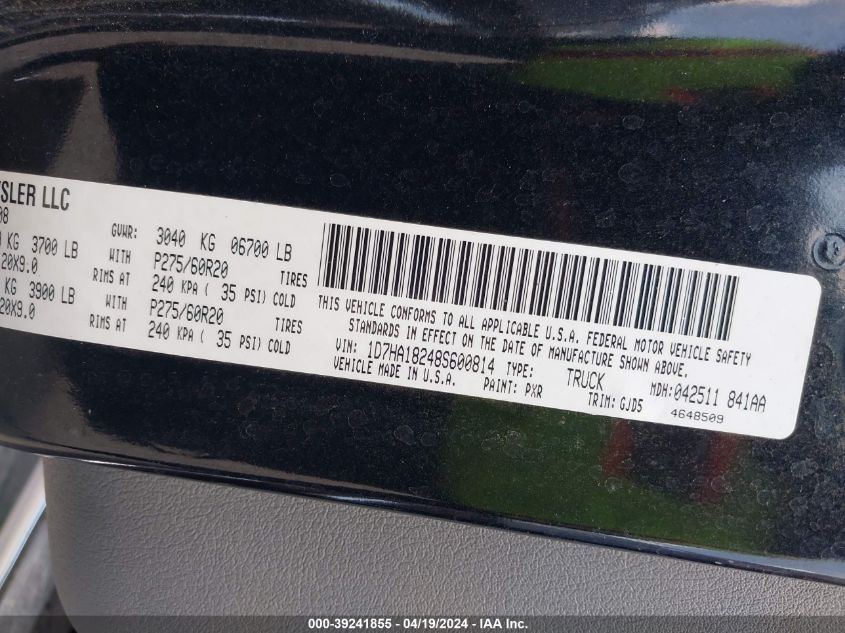 SLER LLC
08
GVWR: 3040 KG 06700 LB
KG 3700 LB WITH P275/60R20 TIRES
20X9.0 RIMS AT 240 KPA ( 35 PSI) COLD
KG 3900 LB WITH P275/60R20 TIRES
20X9.0 RIMS AT 240 KPA ( 35 PSI) COLD
THIS VEHICLE CONFORMS TO ALL APPLICABLE U.S.A. FEDERAL MOTOR VEHICLE SAFETY
STANDARDS IN EFFECT ON THE DATE OF MANUFACTURE SHOWN ABOVE.
VIN: 1D7HA18248S600814 TYPE: TRUCK MDH:042511 841AA
VEHICLE MADE IN U.S.A. PAINT: PXR TRIM: GJD5 4648509
000-39241855 - 04/19/2024 - IAA Inc.